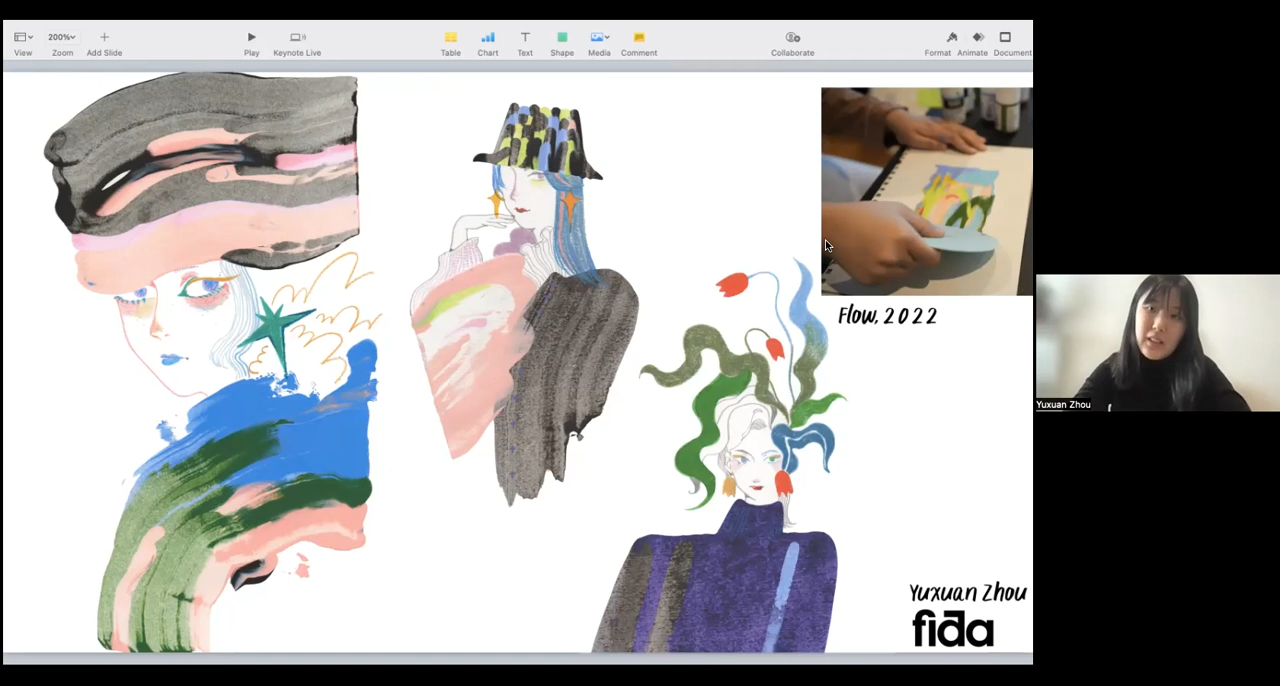 200%
View
Zoom
Add Slide
Play
Keynote Live
Table
Chart
Text
Shape
Media
Comment
Collaborate
Format
Animate
Document
Flow, 2022
Yuxuan Zhou
Yuxuan Zhou
fida